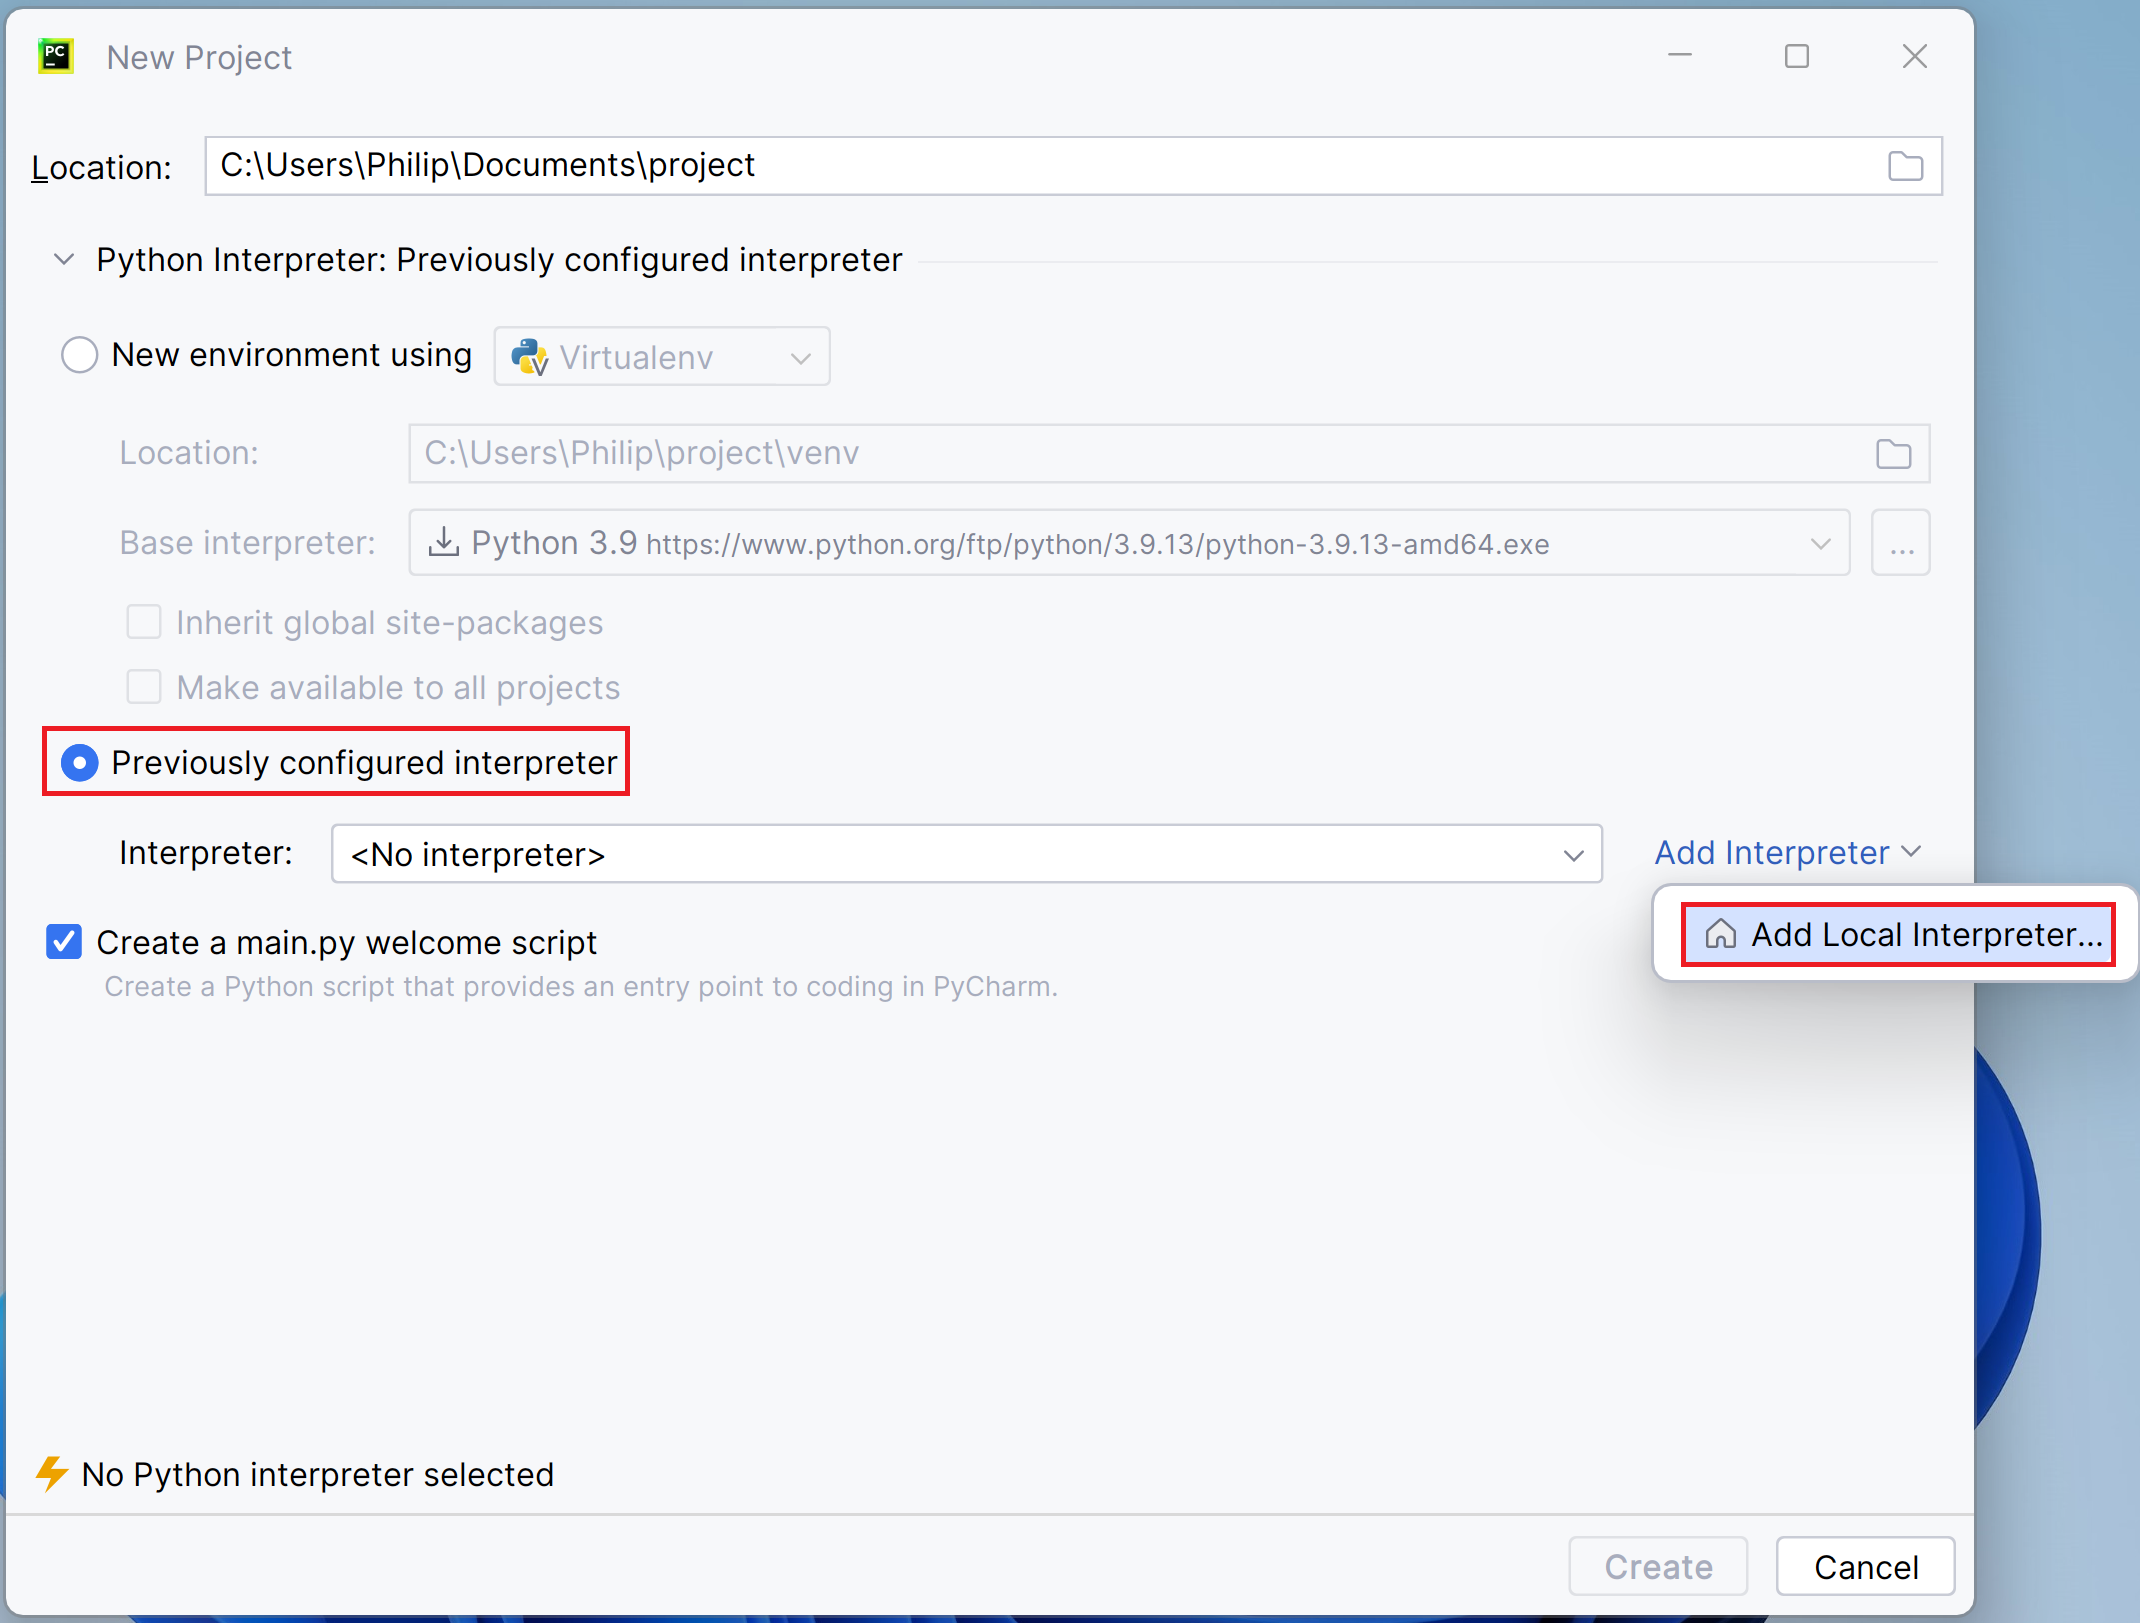 PC
New Project
Location: C:\Users\Philip\Documents\project
Python Interpreter: Previously configured interpreter
New environment using Virtualenv
Location: C:\Users\Philip\project\venv
Base interpreter: Python 3.9 https://www.python.org/ftp/python/3.9.13/python-3.9.13-amd64.exe ...
Inherit global site-packages
Make available to all projects
Previously configured interpreter
Interpreter: <No interpreter> Add Interpreter
Add Local Interpreter...
Create a main.py welcome script
Create a Python script that provides an entry point to coding in PyCharm.
No Python interpreter selected
Create Cancel